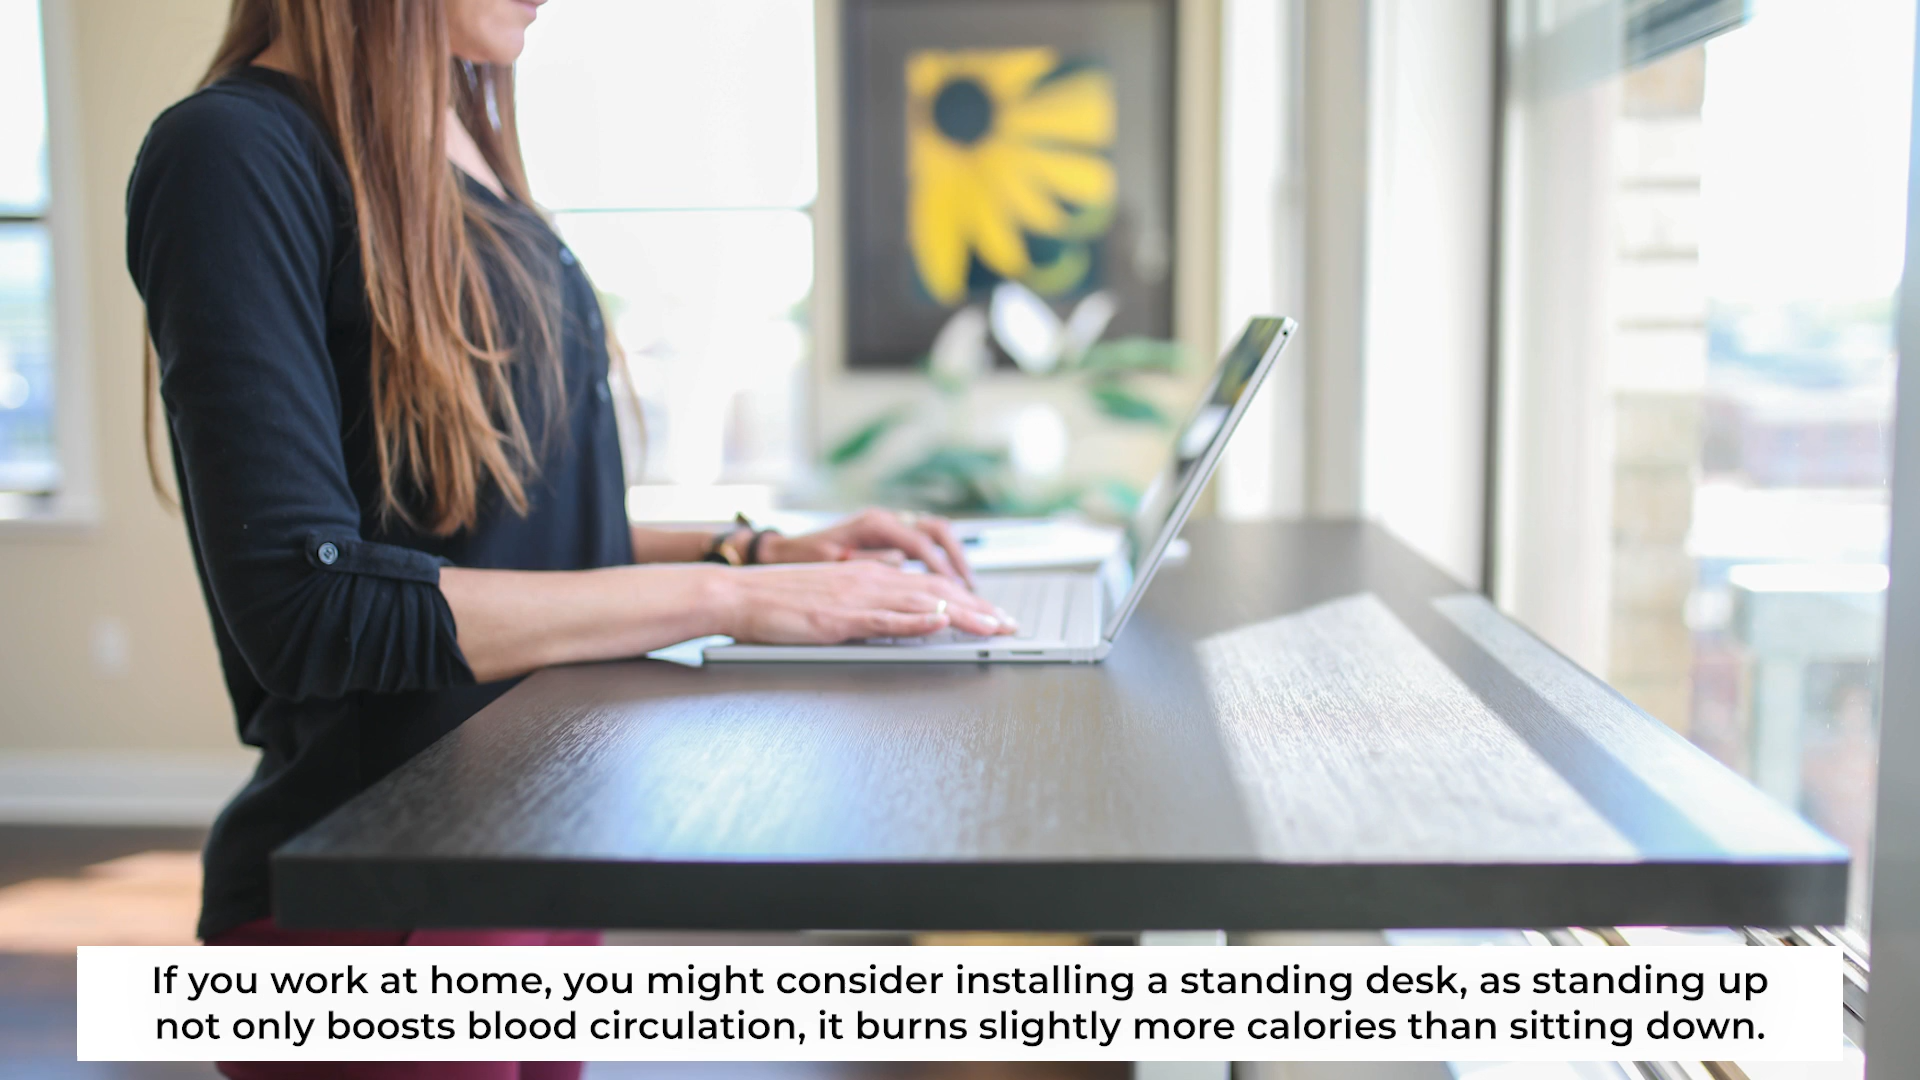 If you work at home, you might consider installing a standing desk, as standing up
not only boosts blood circulation, it burns slightly more calories than sitting down.